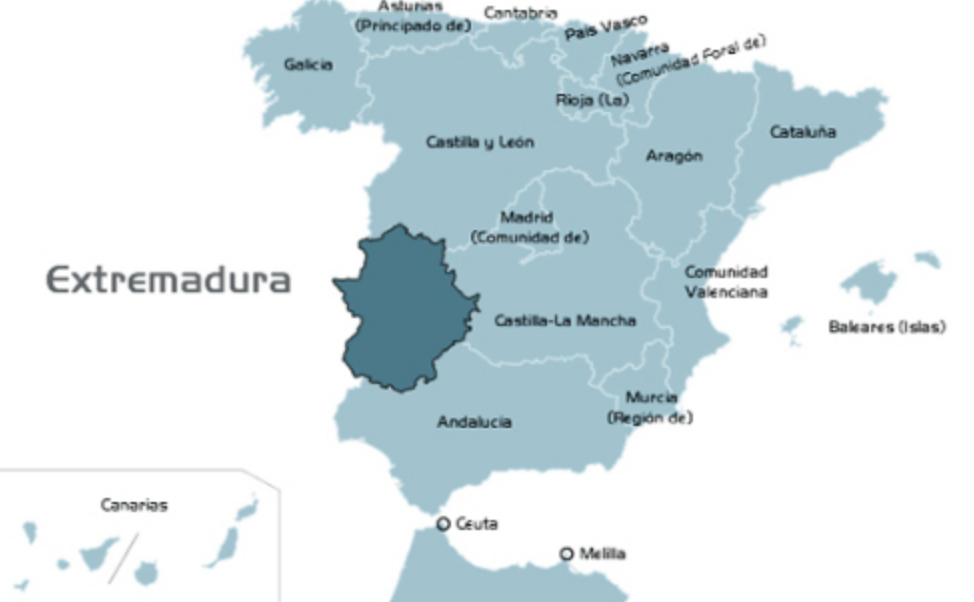 Asturias
(Principado de)
Cantabria
País Vasco
Navarra
(Comunidad Foral de)
Galicia
Rioja (La)
Castilla y León
Aragón
Cataluña
Madrid
(Comunidad de)
Extremadura
Comunidad
Valenciana
Castilla-La Mancha
Baleares (Islas)
Murcia
(Región de)
Andalucía
Canarias
Ceuta
Melilla